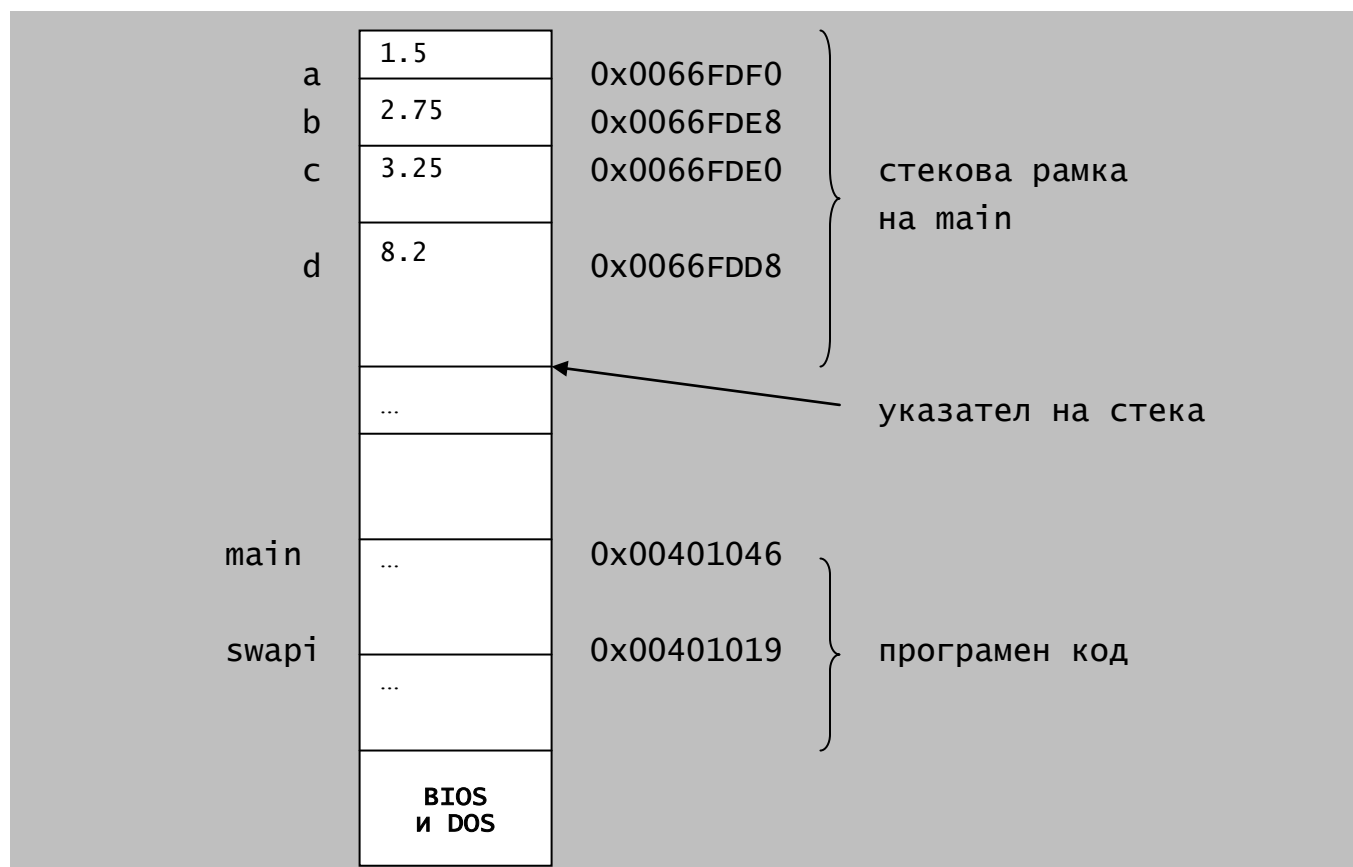 1.5
a 0x0066FDF0
2.75
b 0x0066FDE8
c 3.25 0x0066FDE0 стекова рамка
на main
8.2
d 0x0066FDD8
... указател на стека
main ... 0x00401046
swapi 0x00401019 програмен код
...
BIOS
и DOS